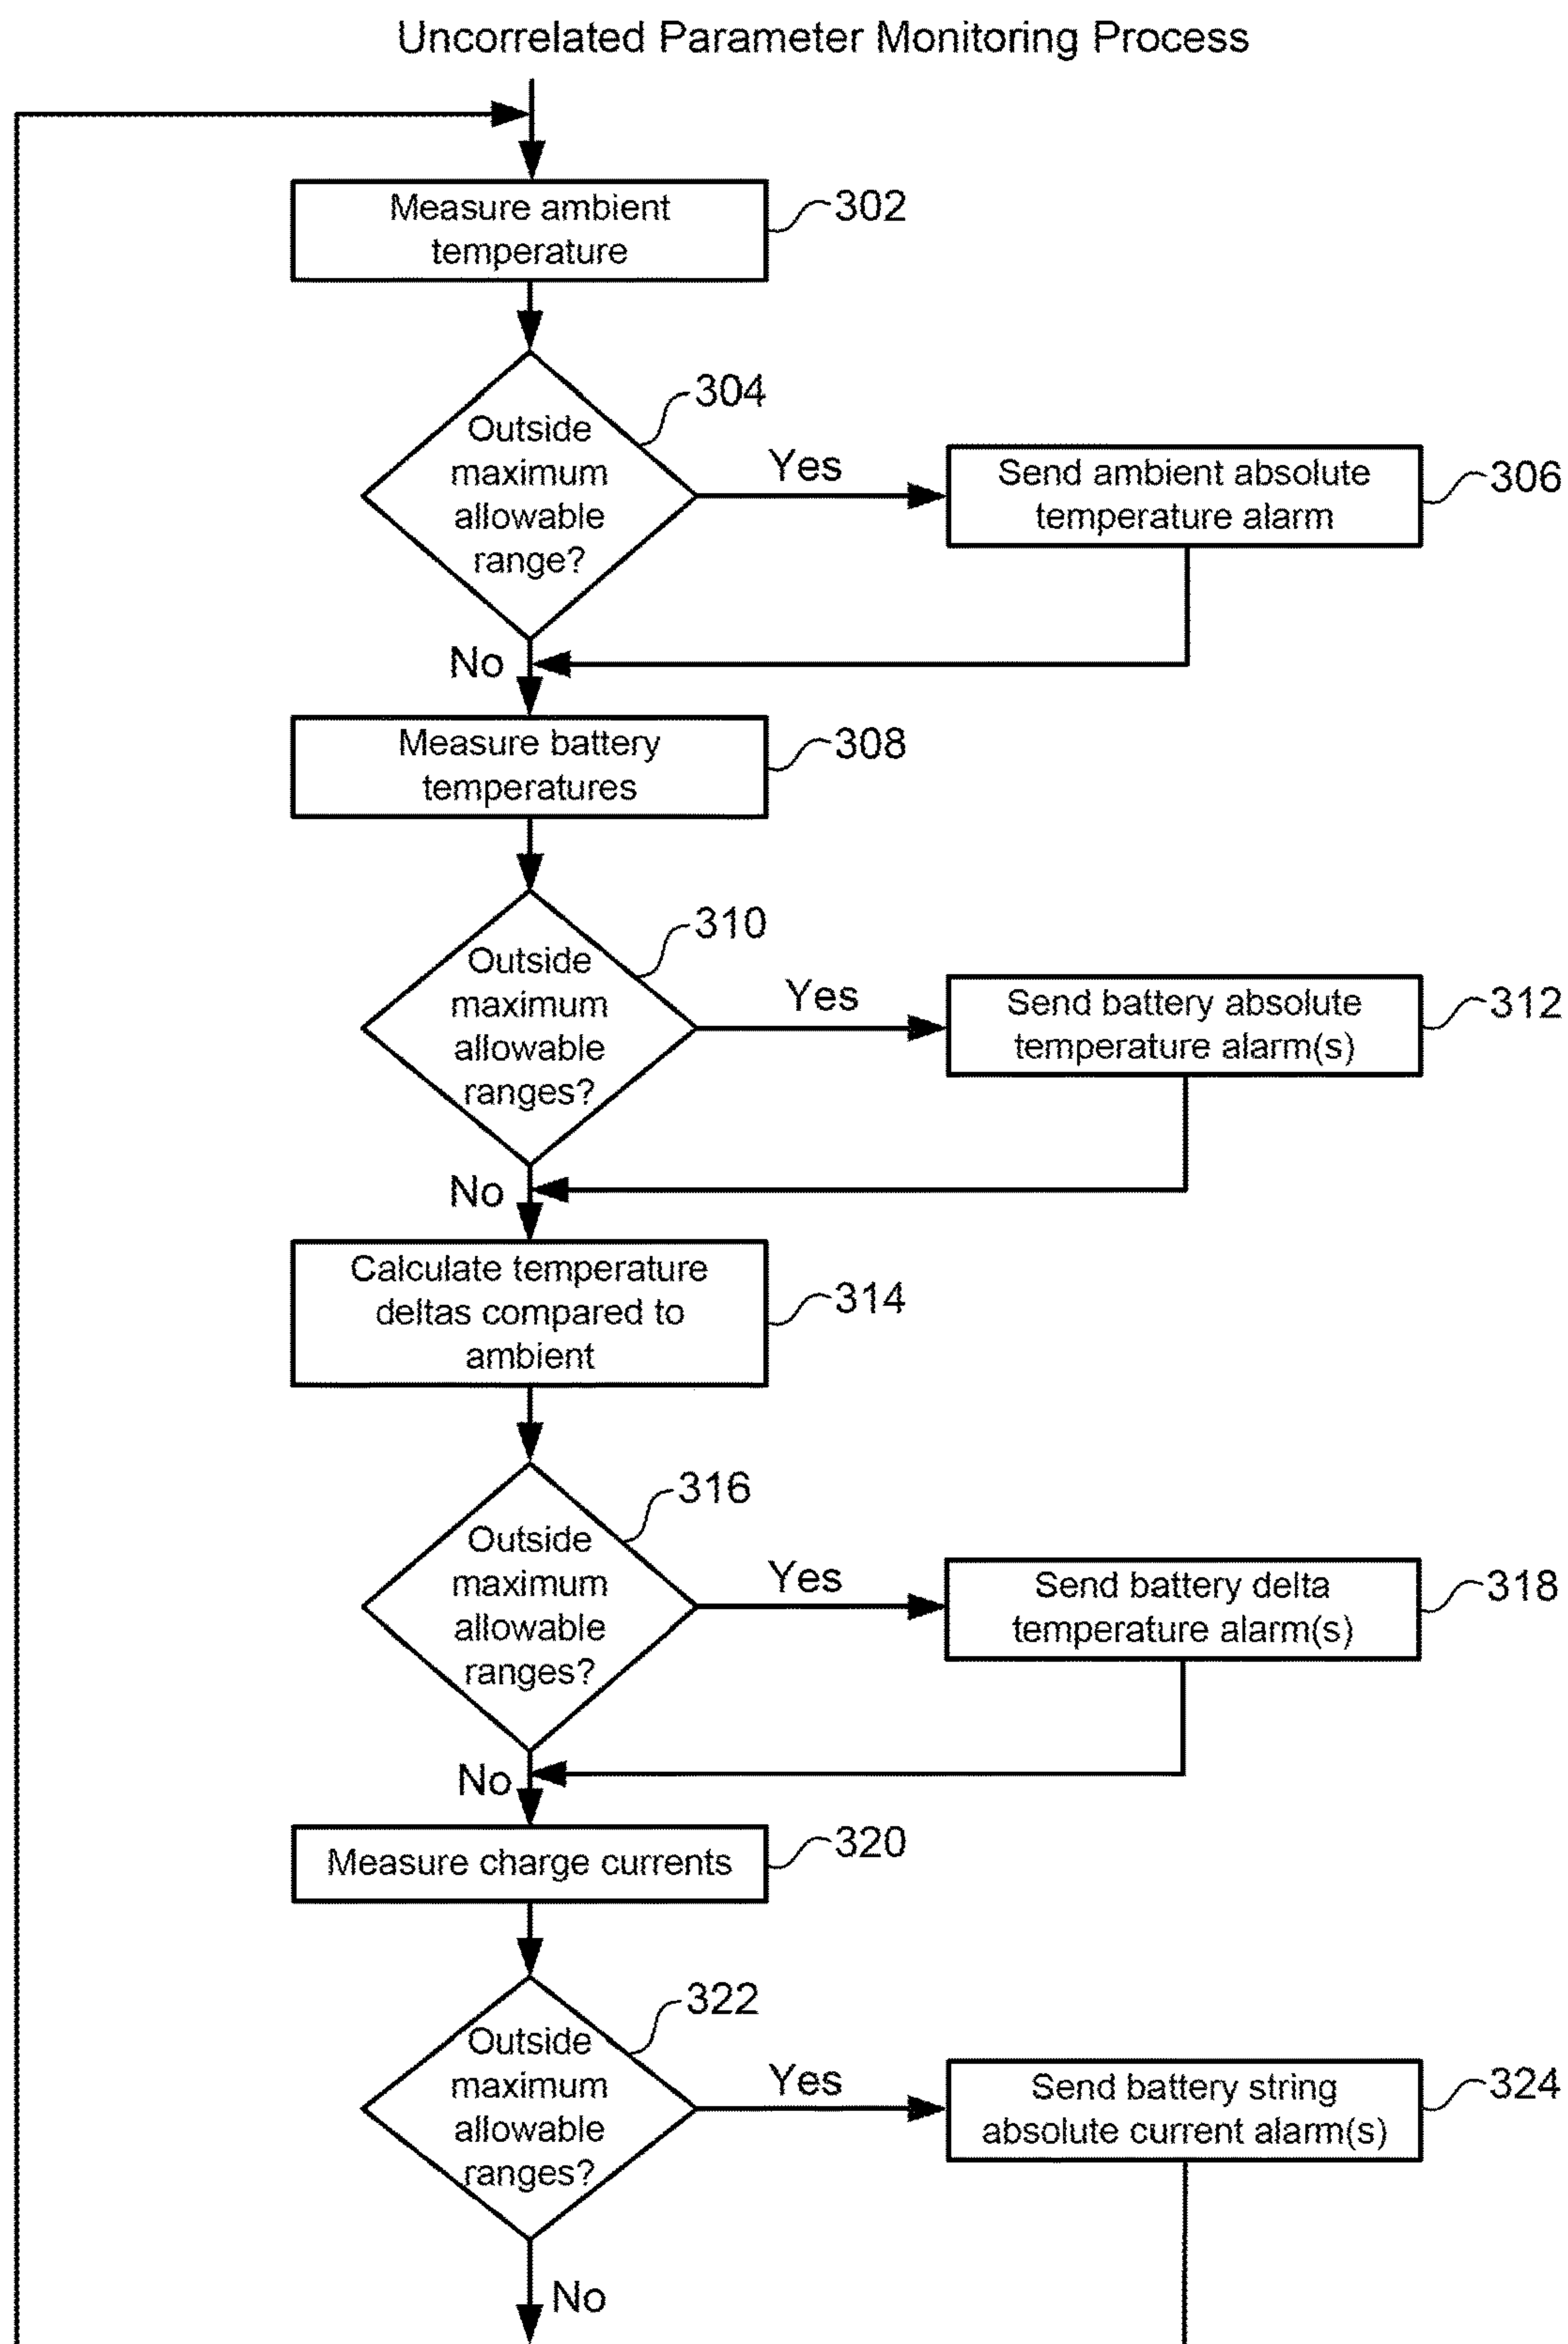 Uncorrelated Parameter Monitoring Process
Measure ambient
temperature
302
Outside
maximum
allowable
range?
304
Yes
Send ambient absolute
temperature alarm
306
No
Measure battery
temperatures
308
Outside
maximum
allowable
ranges?
310
Yes
Send battery absolute
temperature alarm(s)
312
No
Calculate temperature
deltas compared to
ambient
314
Outside
maximum
allowable
ranges?
316
Yes
Send battery delta
temperature alarm(s)
318
No
Measure charge currents
320
Outside
maximum
allowable
ranges?
322
Yes
Send battery string
absolute current alarm(s)
324
No